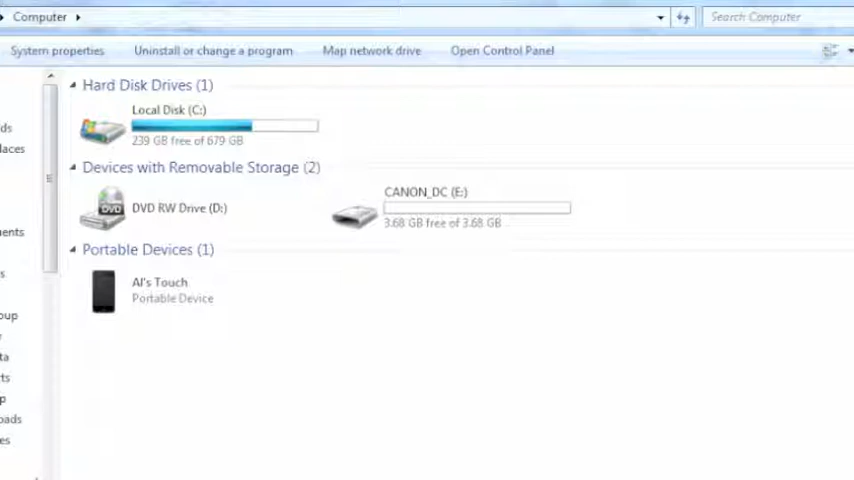 Computer
Search Computer
System properties Uninstall or change a program Map network drive Open Control Panel
Hard Disk Drives (1)
Local Disk (C:)
239 GB free of 679 GB
Devices with Removable Storage (2)
DVD RW Drive (D:)
CANON_DC (E:)
3.68 GB free of 3.68 GB
Portable Devices (1)
Al's Touch
Portable Device